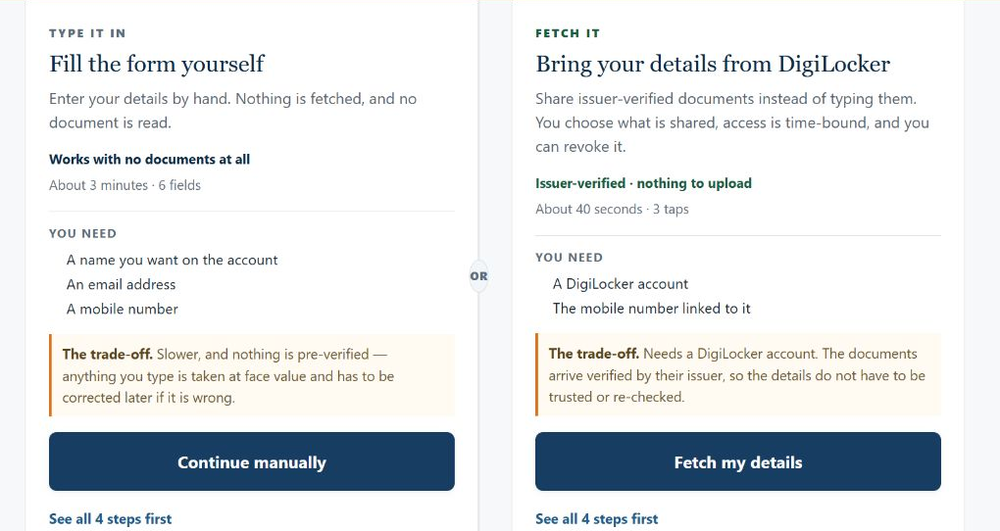 TYPE IT IN
Fill the form yourself
Enter your details by hand. Nothing is fetched, and no
document is read.
Works with no documents at all
About 3 minutes · 6 fields
YOU NEED
A name you want on the account
An email address
A mobile number
The trade-off. Slower, and nothing is pre-verified —
anything you type is taken at face value and has to be
corrected later if it is wrong.
Continue manually
See all 4 steps first
OR
FETCH IT
Bring your details from DigiLocker
Share issuer-verified documents instead of typing them.
You choose what is shared, access is time-bound, and you
can revoke it.
Issuer-verified · nothing to upload
About 40 seconds · 3 taps
YOU NEED
A DigiLocker account
The mobile number linked to it
The trade-off. Needs a DigiLocker account. The documents
arrive verified by their issuer, so the details do not have to be
trusted or re-checked.
Fetch my details
See all 4 steps first